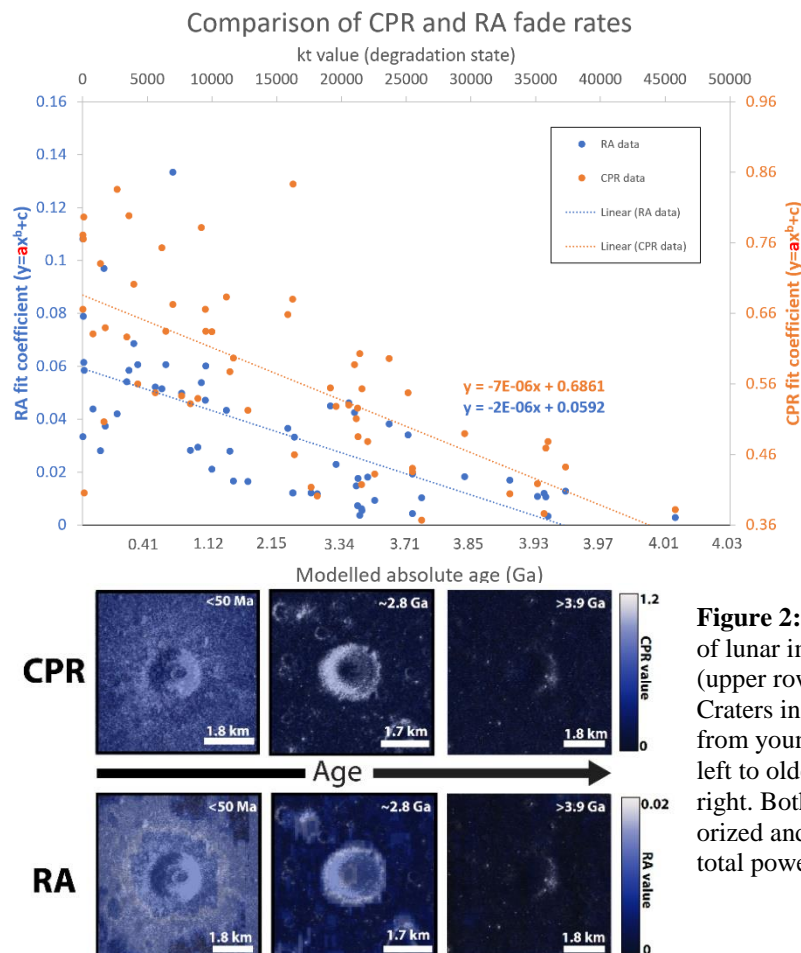 Comparison of CPR and RA fade rates
kt value (degradation state)
0 5000 10000 15000 20000 25000 30000 35000 40000 45000 50000
0.16
0.14
0.12
0.1
0.08
0.06
0.04
0.02
0
RA fit coefficient (y=ax^b+c)
0.96
0.86
0.76
0.66
0.56
0.46
0.36
CPR fit coefficient (y=ax^b+c)
RA data
CPR data
Linear (RA data)
Linear (CPR data)
y = -7E-06x + 0.6861
y = -2E-06x + 0.0592
0.41 1.12 2.15 3.34 3.71 3.85 3.93 3.97 4.01 4.03
Modelled absolute age (Ga)
CPR
<50 Ma
1.8 km
~2.8 Ga
1.7 km
>3.9 Ga
1.8 km
1.2
CPR value
0
Age
RA
<50 Ma
1.8 km
~2.8 Ga
1.7 km
>3.9 Ga
1.8 km
0.02
RA value
0
Figure 2:
of lunar in
(upper row
Craters in
from your
left to olde
right. Both
orized and
total powe